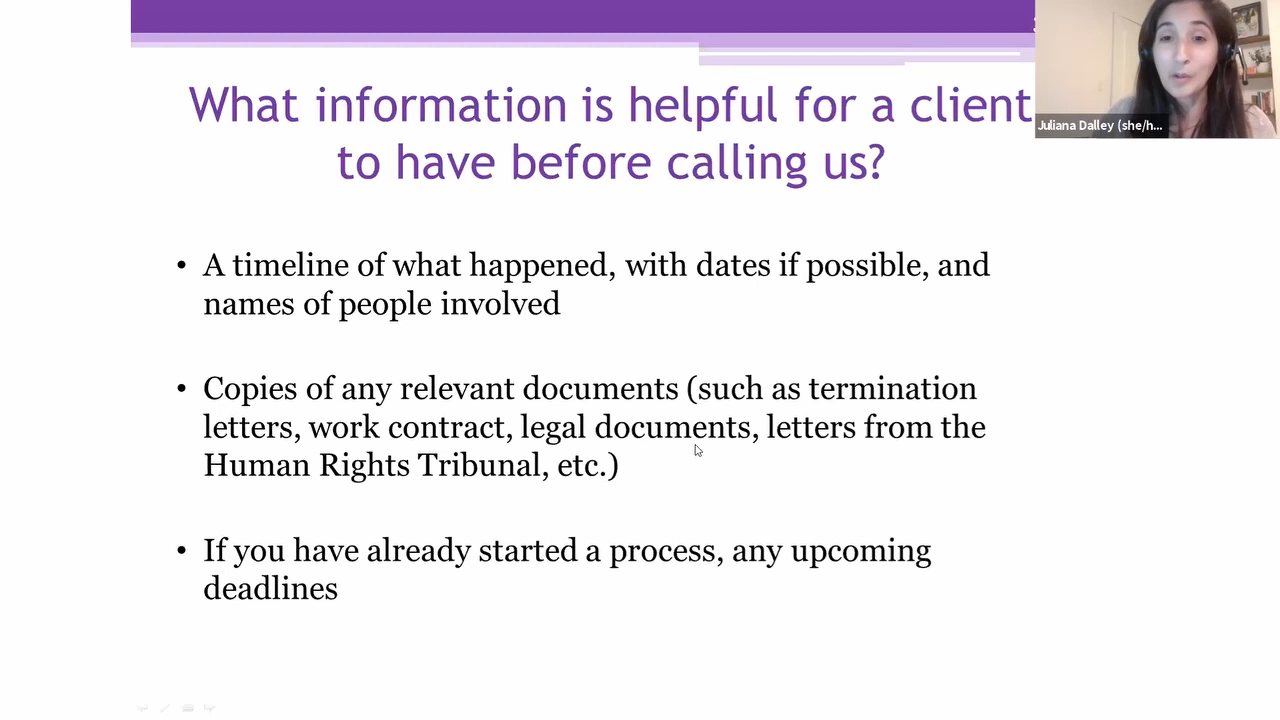 What information is helpful for a client
to have before calling us?
Juliana Dalley (she/h...
• A timeline of what happened, with dates if possible, and
names of people involved
• Copies of any relevant documents (such as termination
letters, work contract, legal documents, letters from the
Human Rights Tribunal, etc.)
• If you have already started a process, any upcoming
deadlines